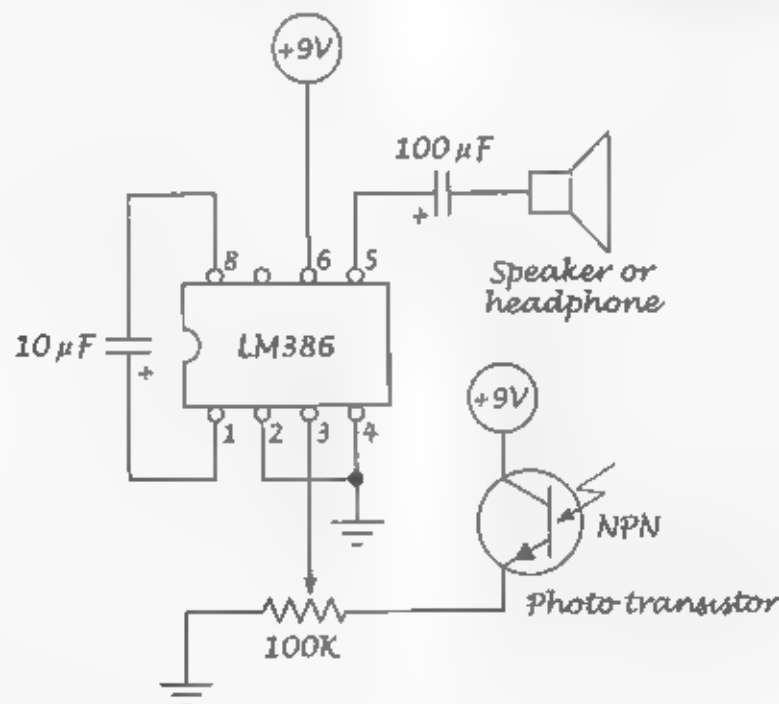 +9V
100 µF
8
6
5
Speaker or
headphone
10 µF
+
+
LM386
1
2
3
4
+9V
NPN
Photo transistor
100K